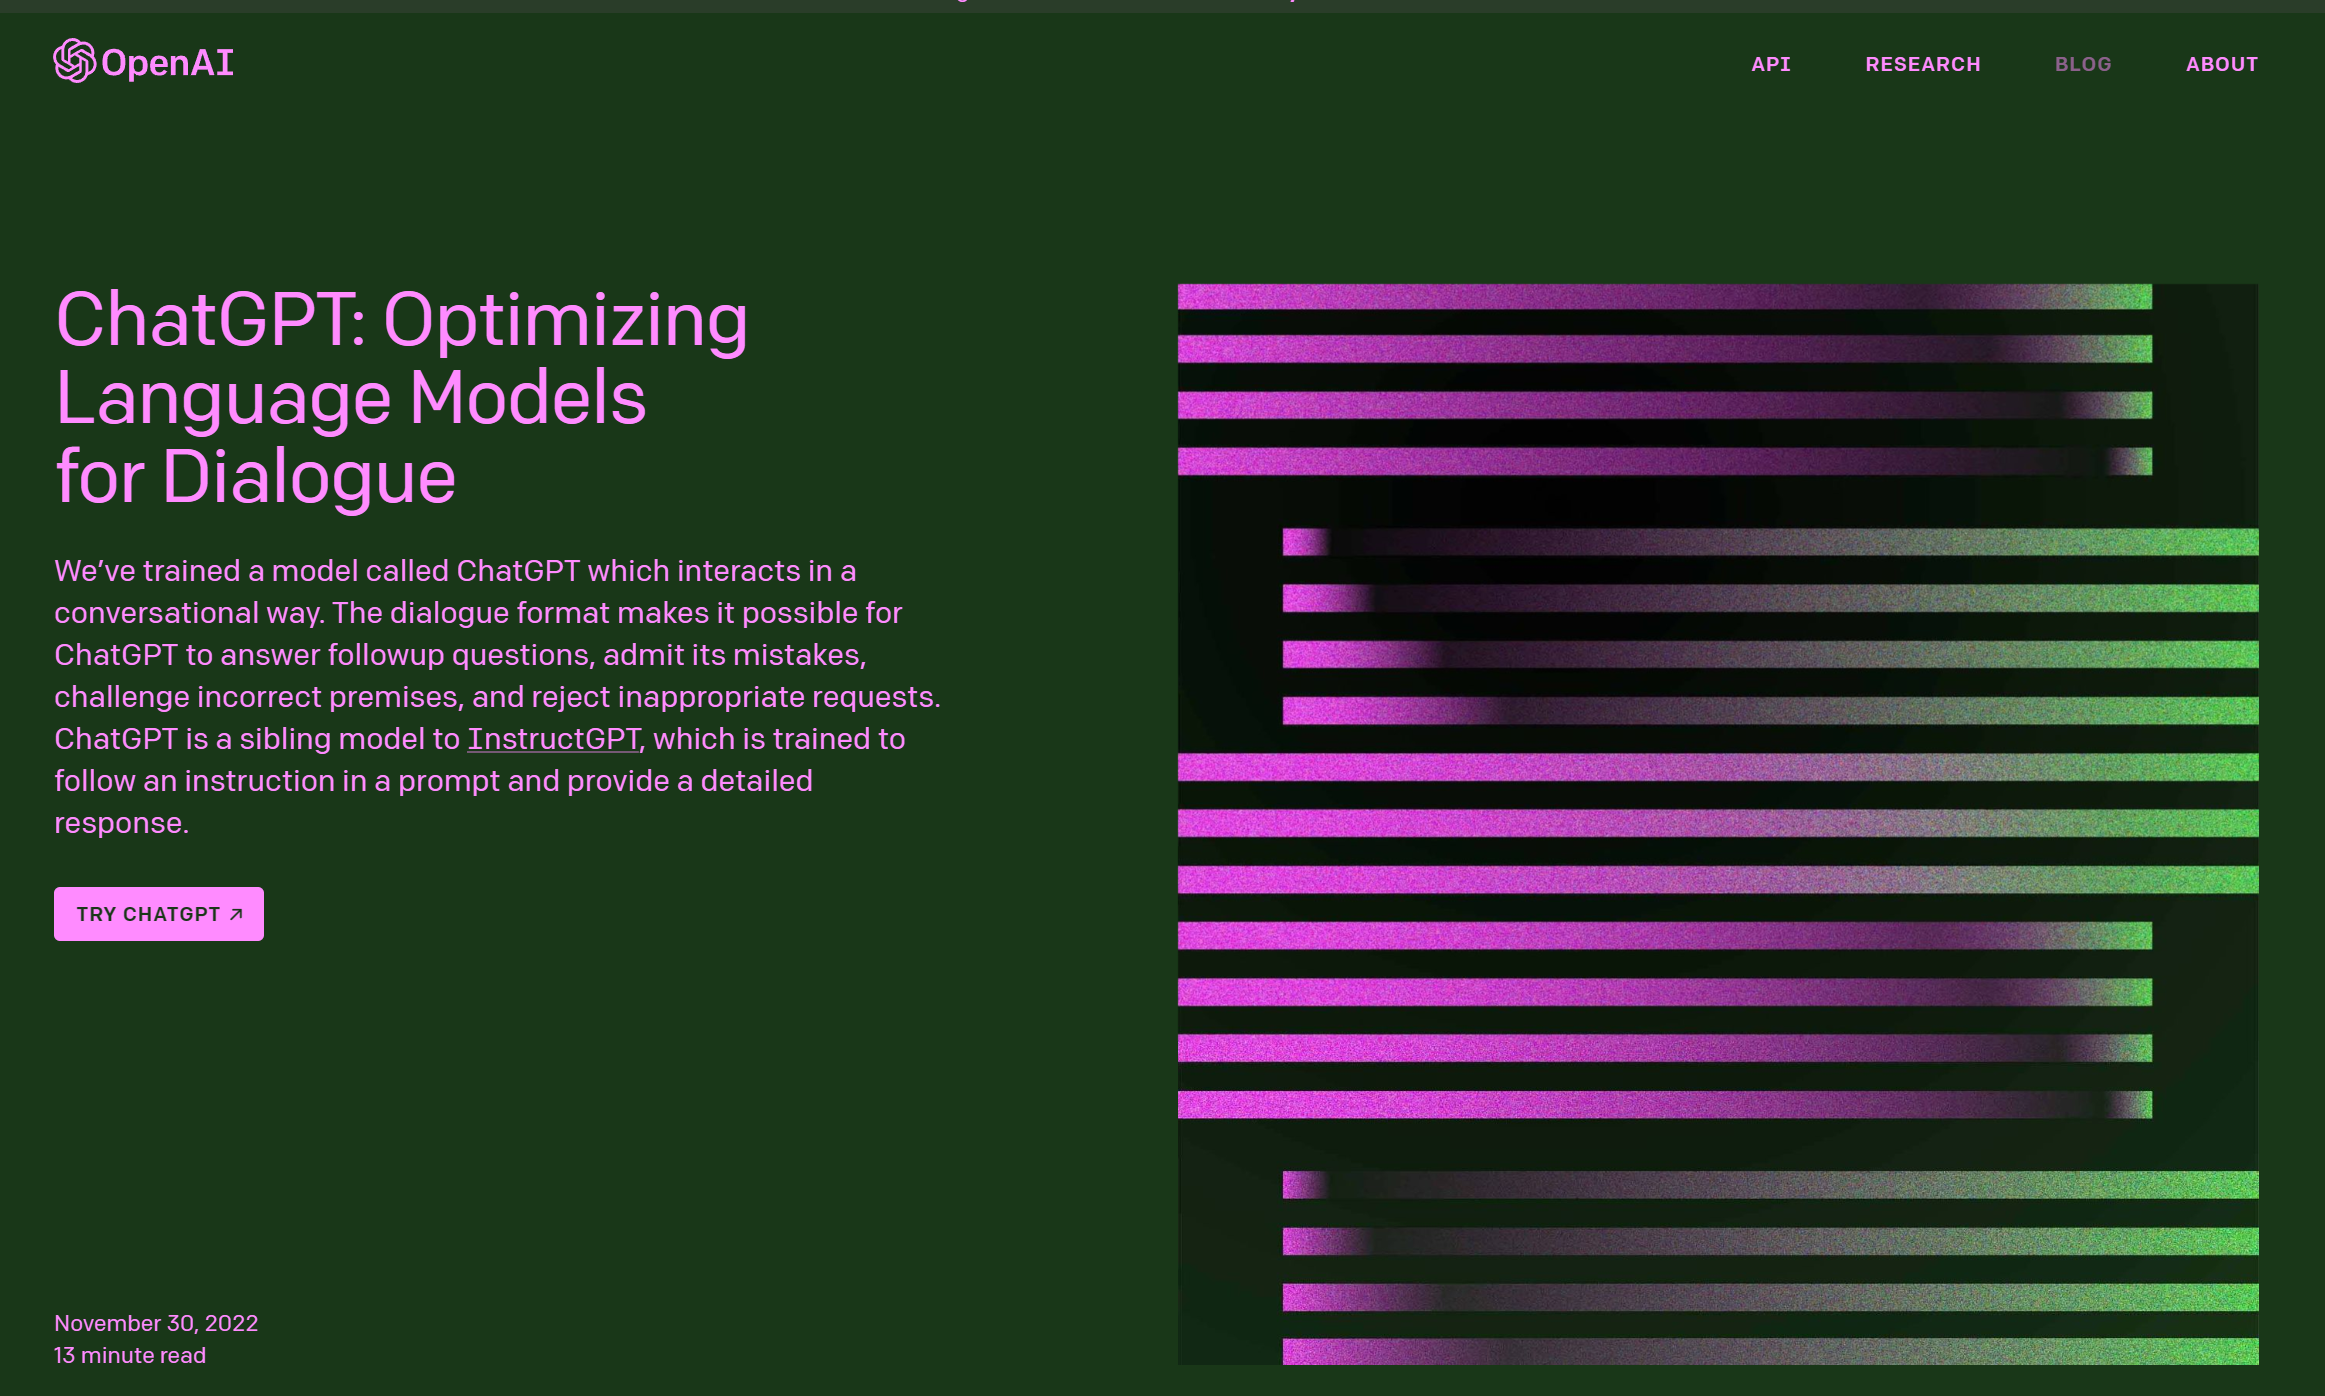 OpenAI
API RESEARCH BLOG ABOUT
ChatGPT: Optimizing
Language Models
for Dialogue
We’ve trained a model called ChatGPT which interacts in a
conversational way. The dialogue format makes it possible for
ChatGPT to answer followup questions, admit its mistakes,
challenge incorrect premises, and reject inappropriate requests.
ChatGPT is a sibling model to InstructGPT, which is trained to
follow an instruction in a prompt and provide a detailed
response.
TRY CHATGPT ↗
November 30, 2022
13 minute read